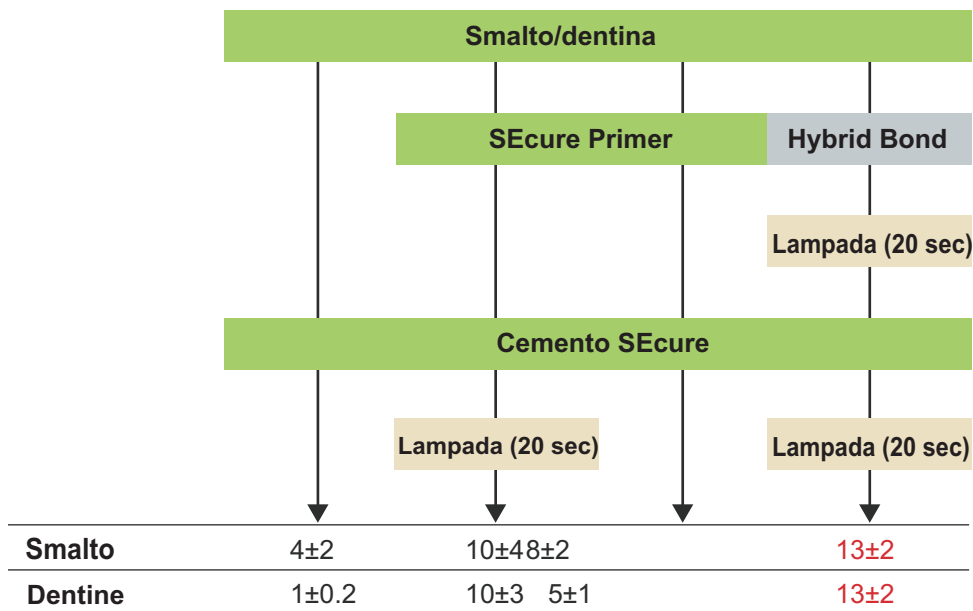 Smalto/dentina
SEcure Primer Hybrid Bond
Lampada (20 sec)
Cemento SEcure
Lampada (20 sec) Lampada (20 sec)
Smalto 4±2 10±48±2 13±2
Dentine 1±0.2 10±3 5±1 13±2